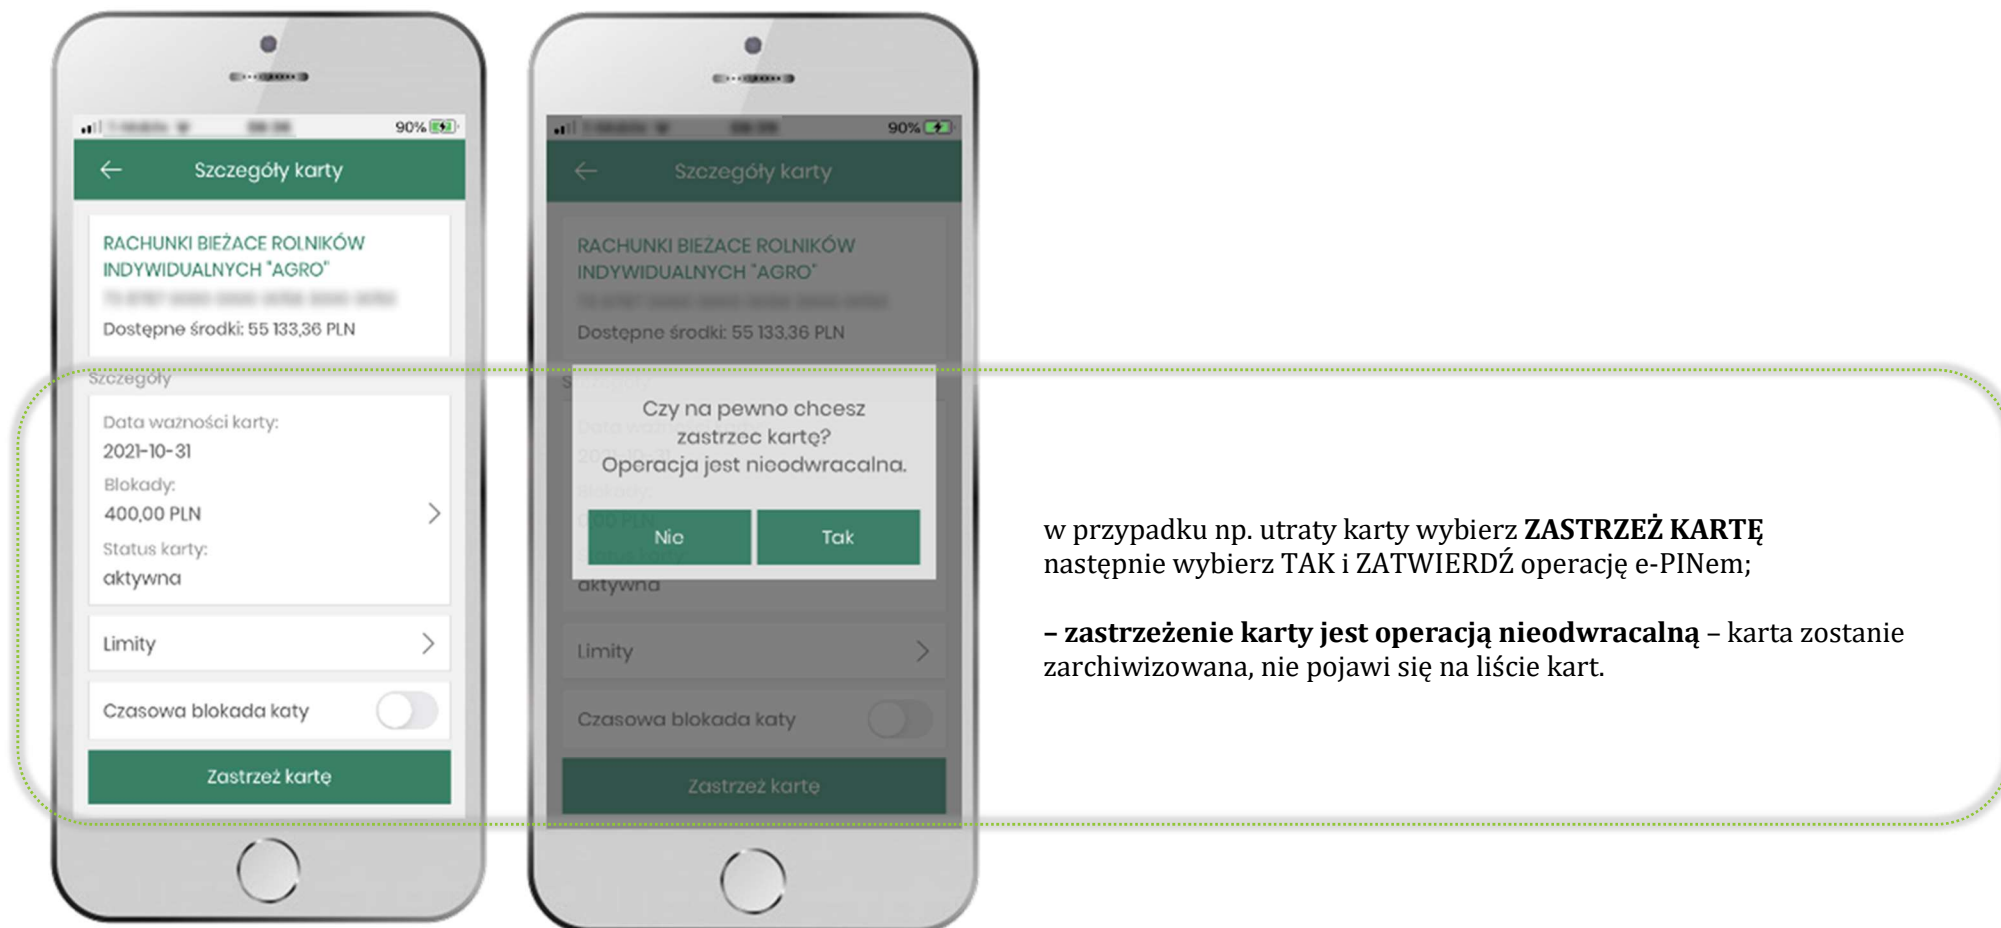 90%
Szczegóły karty
RACHUNKI BIEŻACE ROLNIKÓW
INDYWIDUALNYCH "AGRO"
Dostępne środki: 55 133,36 PLN
Szczegóły
Data ważności karty:
2021-10-31
Blokady:
400,00 PLN
Status karty:
aktywna
Limity
Czasowa blokada katy
Zastrzeż kartę
90%
Szczegóły karty
RACHUNKI BIEŻACE ROLNIKÓW
INDYWIDUALNYCH "AGRO"
Dostępne środki: 55 133,36 PLN
Czy na pewno chcesz
zastrzec kartę?
Operacja jest nieodwracalna.
Nie Tak
aktywna
Limity
Czasowa blokada katy
Zastrzeż kartę
w przypadku np. utraty karty wybierz ZASTRZEŻ KARTĘ
następnie wybierz TAK i ZATWIERDŹ operację e-PINem;
– zastrzeżenie karty jest operacją nieodwracalną – karta zostanie
zarchiwizowana, nie pojawi się na liście kart.